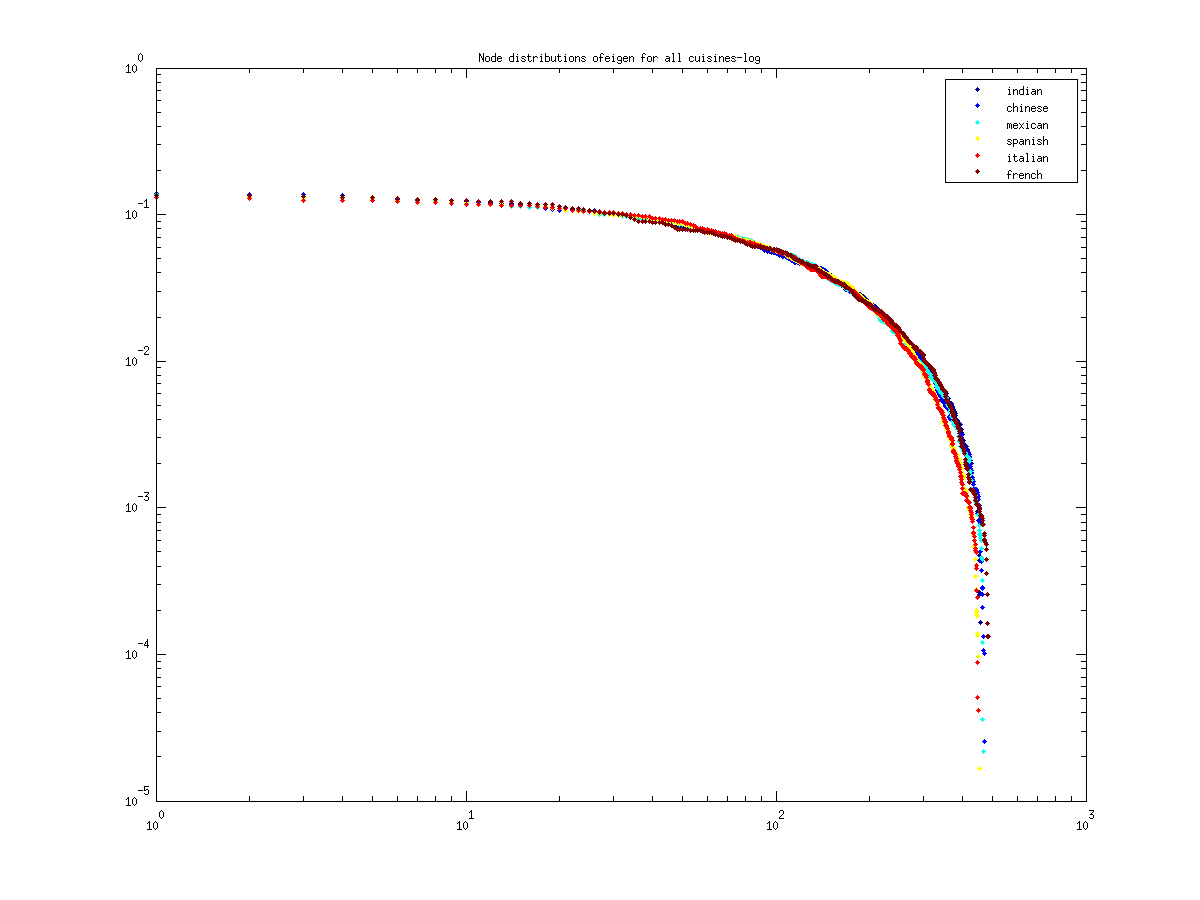 Node distributions ofeigen for all cuisines-log
10^0
10^-1
10^-2
10^-3
10^-4
10^-5
indian
chinese
mexican
spanish
italian
french
10^0
10^1
10^2
10^3